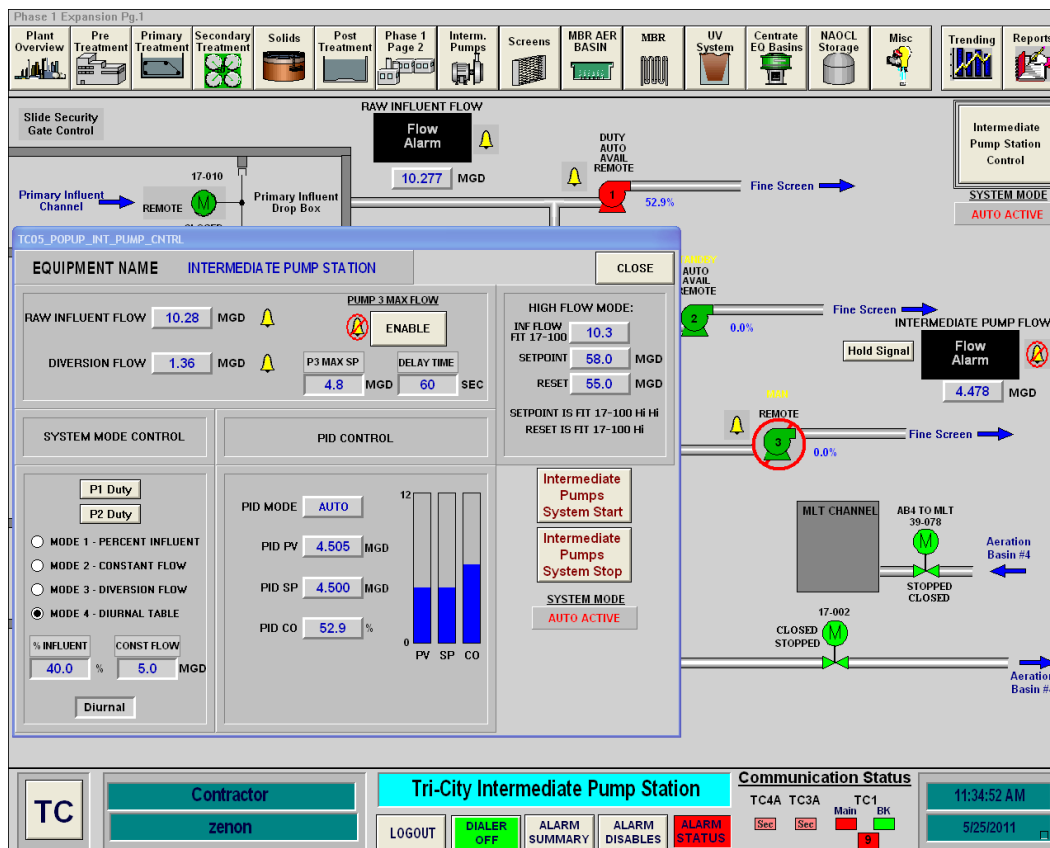 Phase 1 Expansion Pg.1
Plant
Overview
Pre
Treatment
Primary
Treatment
Secondary
Treatment
Solids
Post
Treatment
Phase 1
Page 2
Interm.
Pumps
Screens
MBR AER
BASIN
MBR
UV
System
Centrate
EQ Basins
NAOCL
Storage
Misc
Trending
Reports
Slide Security
Gate Control
RAW INFLUENT FLOW
Flow
Alarm
10.277 MGD
DUTY
AUTO
AVAIL
REMOTE
1
52.9%
Fine Screen
Intermediate
Pump Station
Control
SYSTEM MODE
AUTO ACTIVE
17-010
Primary Influent
Channel
REMOTE
M
Primary Influent
Drop Box
TC05_POPUP_INT_PUMP_CNTRL
EQUIPMENT NAME INTERMEDIATE PUMP STATION
CLOSE
RAW INFLUENT FLOW 10.28 MGD
DIVERSION FLOW 1.36 MGD
PUMP 3 MAX FLOW
ENABLE
P3 MAX SP
4.8 MGD
DELAY TIME
60 SEC
HIGH FLOW MODE:
INF FLOW
FIT 17-100 10.3
SETPOINT 58.0 MGD
RESET 55.0 MGD
SETPOINT IS FIT 17-100 Hi Hi
RESET IS FIT 17-100 Hi
SYSTEM MODE CONTROL
PID CONTROL
P1 Duty
P2 Duty
MODE 1 - PERCENT INFLUENT
MODE 2 - CONSTANT FLOW
MODE 3 - DIVERSION FLOW
MODE 4 - DIURNAL TABLE
% INFLUENT
40.0 %
CONST FLOW
5.0 MGD
Diurnal
PID MODE AUTO
PID PV 4.505 MGD
PID SP 4.500 MGD
PID CO 52.9 %
12
0
PV SP CO
Intermediate
Pumps
System Start
Intermediate
Pumps
System Stop
SYSTEM MODE
AUTO ACTIVE
AUTO
AVAIL
REMOTE
2
0.0%
Fine Screen
INTERMEDIATE PUMP FLOW
Hold Signal
Flow
Alarm
4.478 MGD
MAN
REMOTE
3
0.0%
Fine Screen
MLT CHANNEL
AB4 TO MLT
39-078
M
STOPPED
CLOSED
Aeration
Basin #4
17-002
CLOSED
STOPPED
M
Aeration
Basin #
TC
Contractor
zenon
Tri-City Intermediate Pump Station
LOGOUT
DIALER
OFF
ALARM
SUMMARY
ALARM
DISABLES
ALARM
STATUS
Communication Status
TC4A TC3A TC1
Main BK
Sec Sec
9
11:34:52 AM
5/25/2011